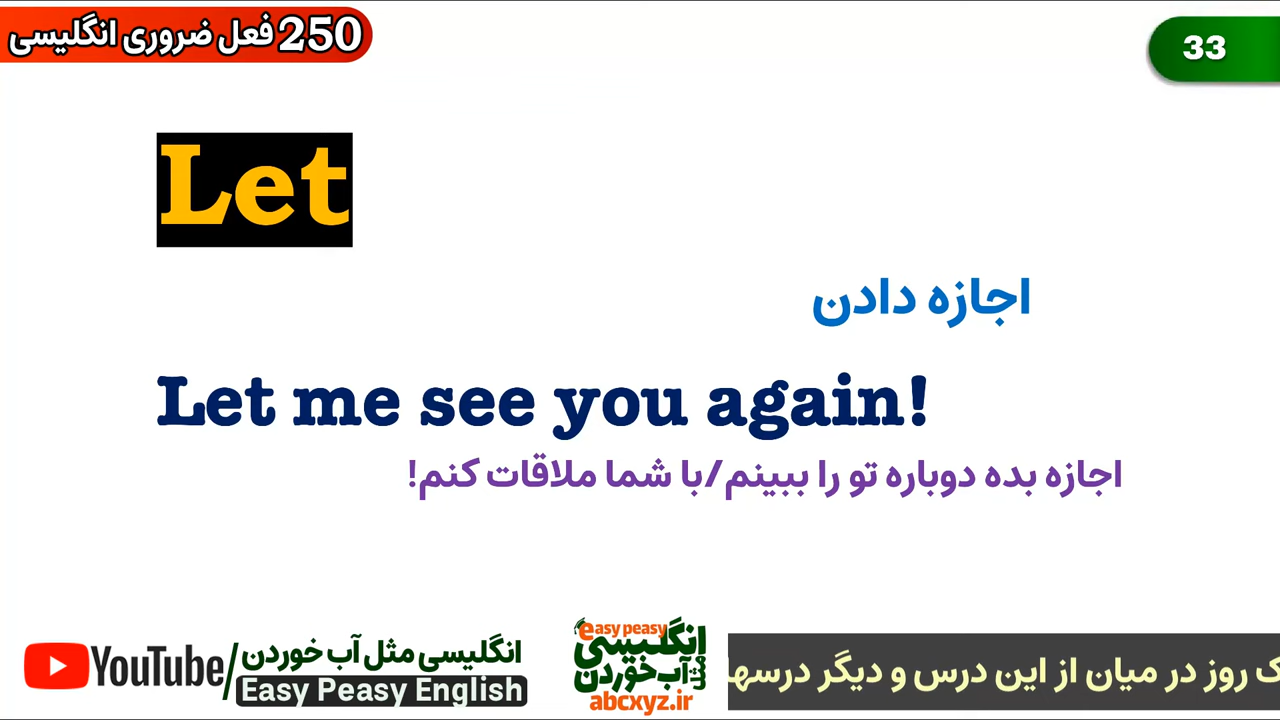 250 فعل ضروری انگلیسی
33
Let
اجازه دادن
Let me see you again!
اجازه بده دوباره تو را ببینم/با شما ملاقات کنم!
YouTube/انگلیسی مثل آب خوردن
Easy Peasy English
easy peasy
انگلیسی
مثل آب خوردن
abcxyz.ir
روز در میان از این درس و دیگر